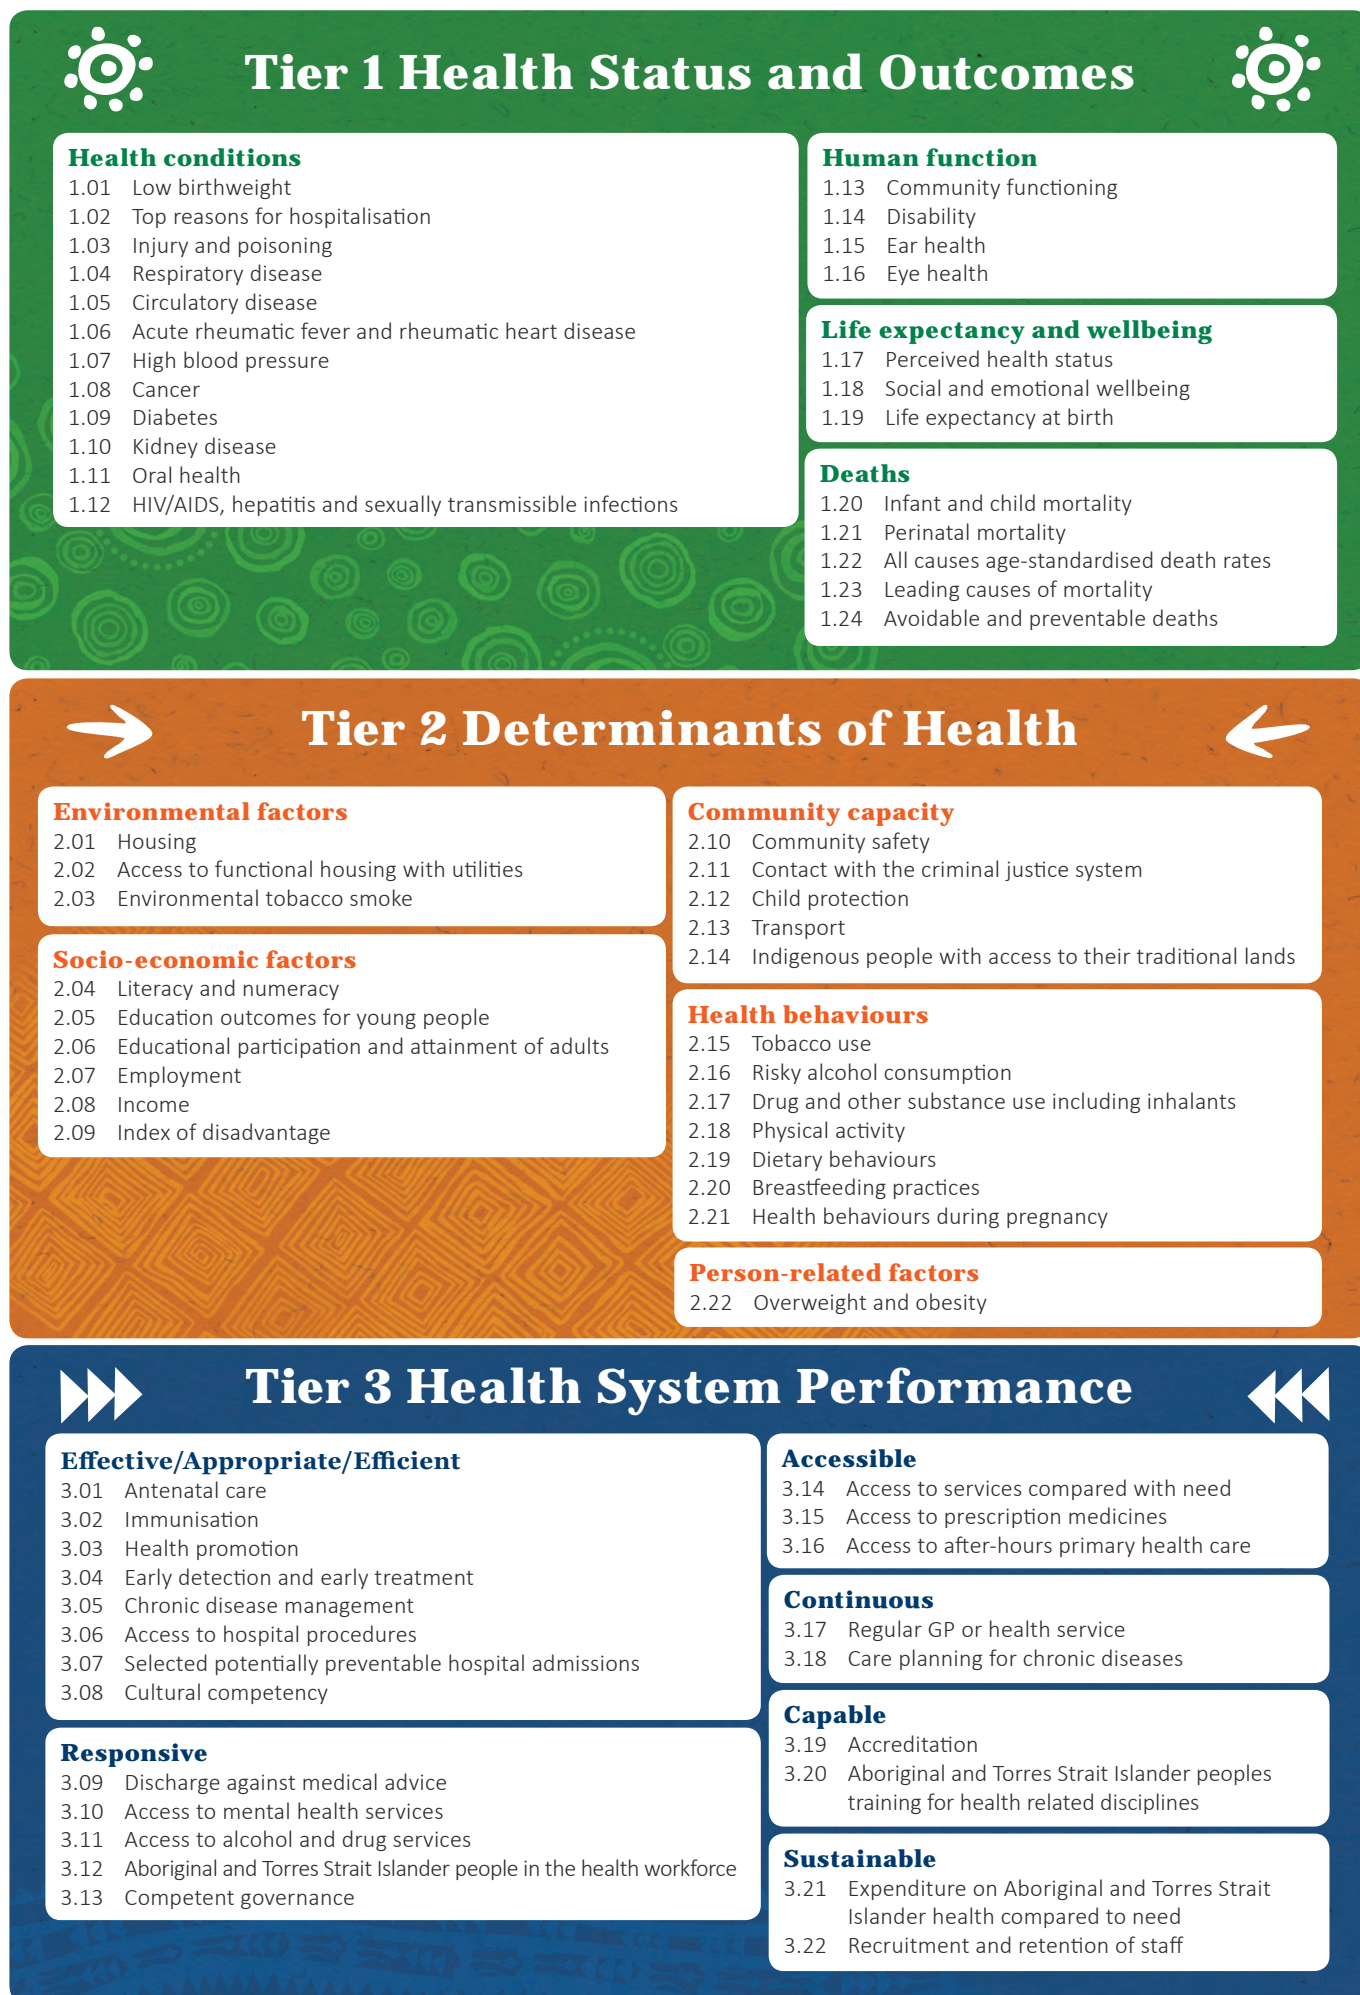 Tier 1 Health Status and Outcomes
Health conditions
1.01 Low birthweight
1.02 Top reasons for hospitalisation
1.03 Injury and poisoning
1.04 Respiratory disease
1.05 Circulatory disease
1.06 Acute rheumatic fever and rheumatic heart disease
1.07 High blood pressure
1.08 Cancer
1.09 Diabetes
1.10 Kidney disease
1.11 Oral health
1.12 HIV/AIDS, hepatitis and sexually transmissible infections
Human function
1.13 Community functioning
1.14 Disability
1.15 Ear health
1.16 Eye health
Life expectancy and wellbeing
1.17 Perceived health status
1.18 Social and emotional wellbeing
1.19 Life expectancy at birth
Deaths
1.20 Infant and child mortality
1.21 Perinatal mortality
1.22 All causes age-standardised death rates
1.23 Leading causes of mortality
1.24 Avoidable and preventable deaths
Tier 2 Determinants of Health
Environmental factors
2.01 Housing
2.02 Access to functional housing with utilities
2.03 Environmental tobacco smoke
Socio-economic factors
2.04 Literacy and numeracy
2.05 Education outcomes for young people
2.06 Educational participation and attainment of adults
2.07 Employment
2.08 Income
2.09 Index of disadvantage
Community capacity
2.10 Community safety
2.11 Contact with the criminal justice system
2.12 Child protection
2.13 Transport
2.14 Indigenous people with access to their traditional lands
Health behaviours
2.15 Tobacco use
2.16 Risky alcohol consumption
2.17 Drug and other substance use including inhalants
2.18 Physical activity
2.19 Dietary behaviours
2.20 Breastfeeding practices
2.21 Health behaviours during pregnancy
Person-related factors
2.22 Overweight and obesity
Tier 3 Health System Performance
Effective/Appropriate/Efficient
3.01 Antenatal care
3.02 Immunisation
3.03 Health promotion
3.04 Early detection and early treatment
3.05 Chronic disease management
3.06 Access to hospital procedures
3.07 Selected potentially preventable hospital admissions
3.08 Cultural competency
Responsive
3.09 Discharge against medical advice
3.10 Access to mental health services
3.11 Access to alcohol and drug services
3.12 Aboriginal and Torres Strait Islander people in the health workforce
3.13 Competent governance
Accessible
3.14 Access to services compared with need
3.15 Access to prescription medicines
3.16 Access to after-hours primary health care
Continuous
3.17 Regular GP or health service
3.18 Care planning for chronic diseases
Capable
3.19 Accreditation
3.20 Aboriginal and Torres Strait Islander peoples
training for health related disciplines
Sustainable
3.21 Expenditure on Aboriginal and Torres Strait
Islander health compared to need
3.22 Recruitment and retention of staff